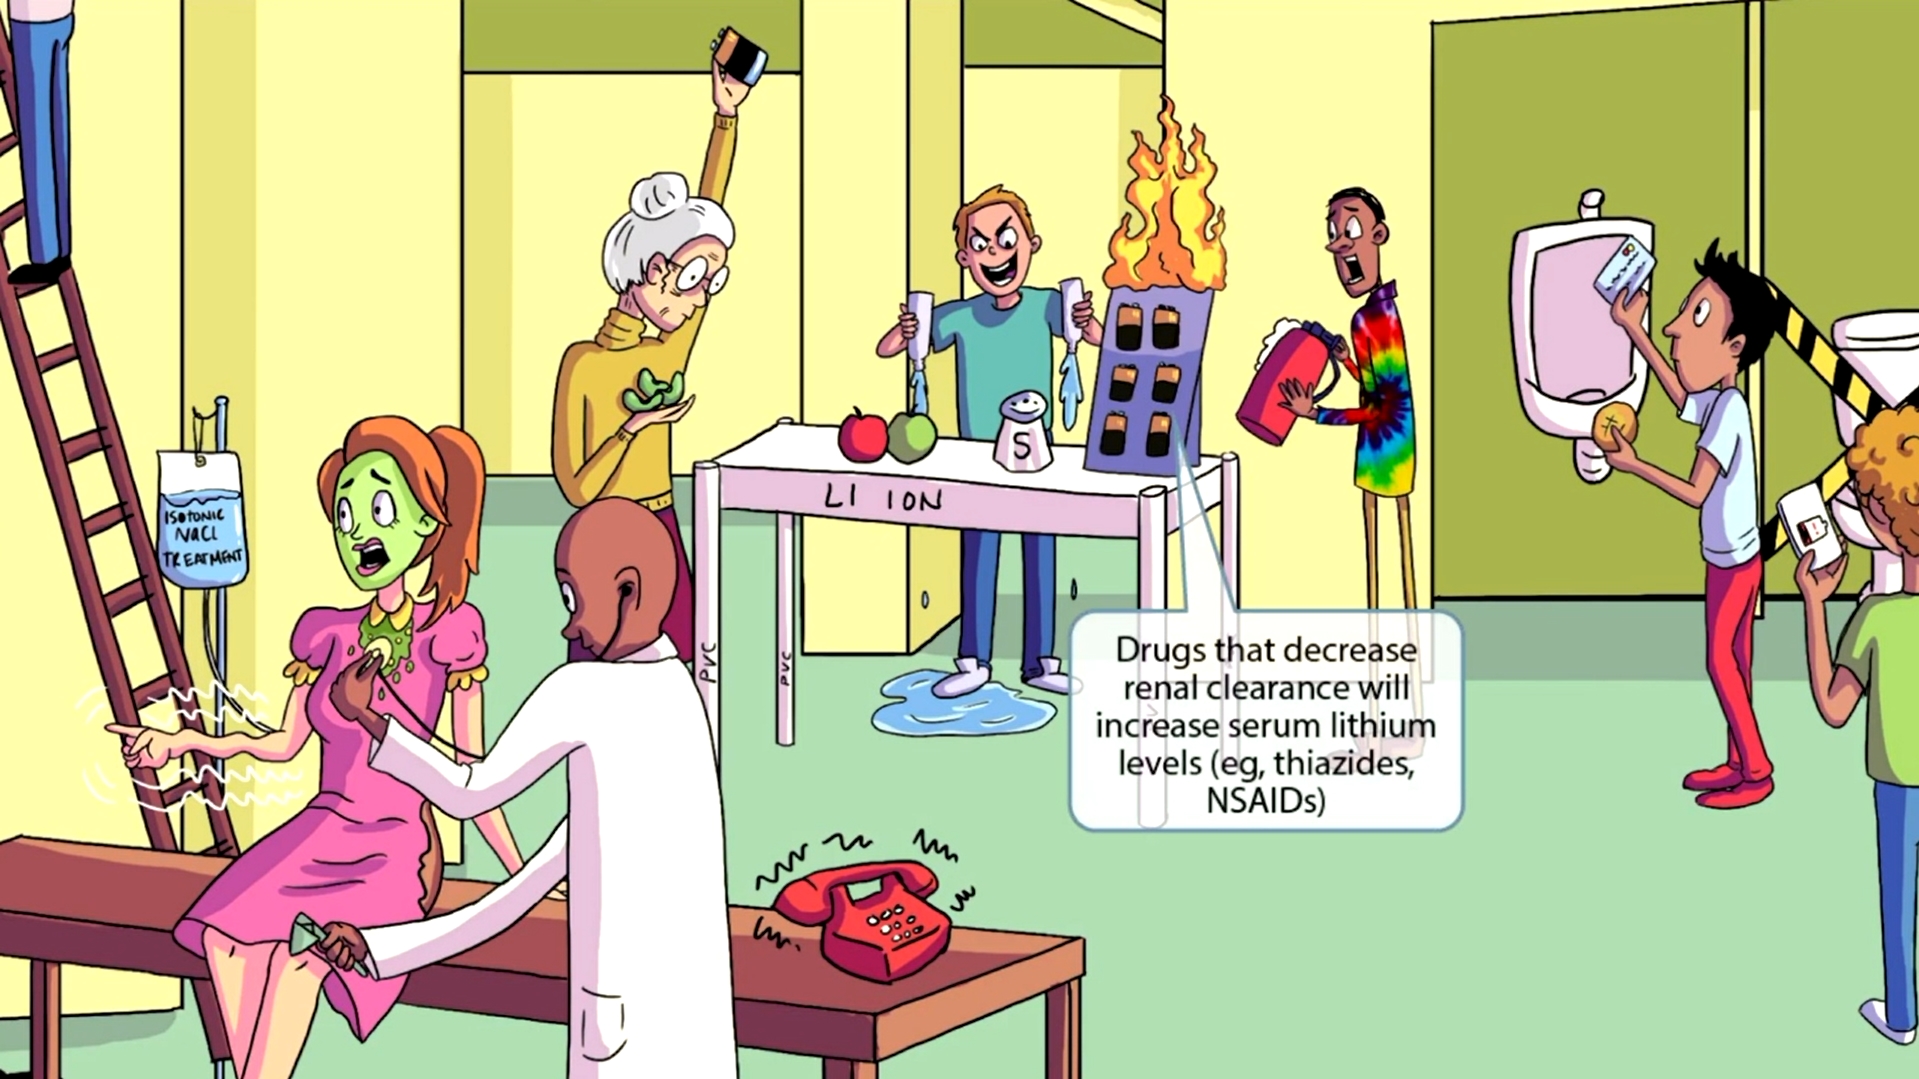 ISOTONIC
NaCl
TREATMENT
S
LI ION
PVC
PVC
Drugs that decrease
renal clearance will
increase serum lithium
levels (eg, thiazides,
NSAIDs)